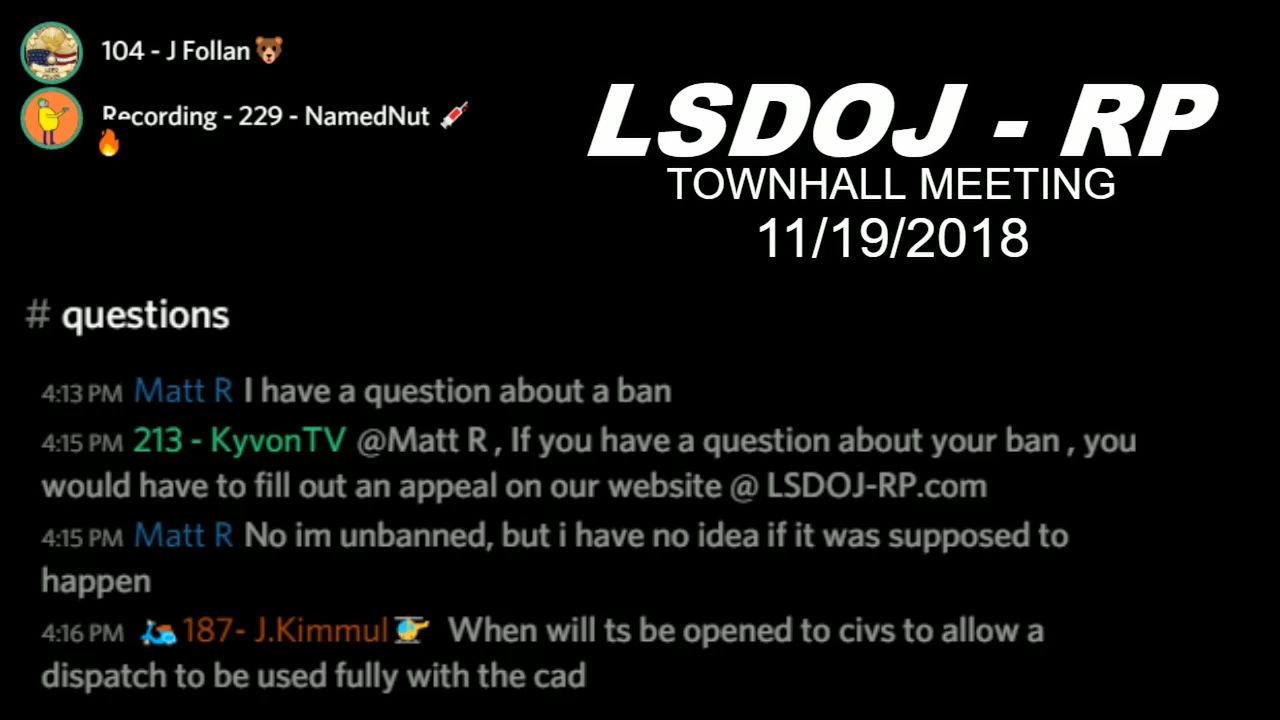 104 - J Follan🐻
Recording - 229 - NamedNut 💉
🔥
LSDOJ - RP
TOWNHALL MEETING
11/19/2018
# questions
4:13 PM Matt R I have a question about a ban
4:15 PM 213 - KyvonTV @Matt R , If you have a question about your ban , you
would have to fill out an appeal on our website @ LSDOJ-RP.com
4:15 PM Matt R No im unbanned, but i have no idea if it was supposed to
happen
4:16 PM 🛵187- J.Kimmul🚁 When will ts be opened to civs to allow a
dispatch to be used fully with the cad